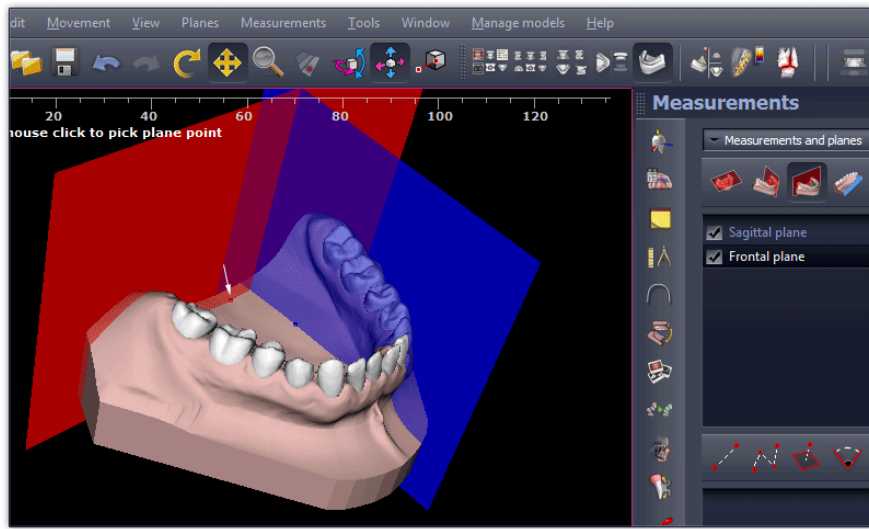 dit Movement View Planes Measurements Tools Window Manage models Help
20 40 60 80 100 120
nouse click to pick plane point
Measurements
Measurements and planes
Sagittal plane
Frontal plane